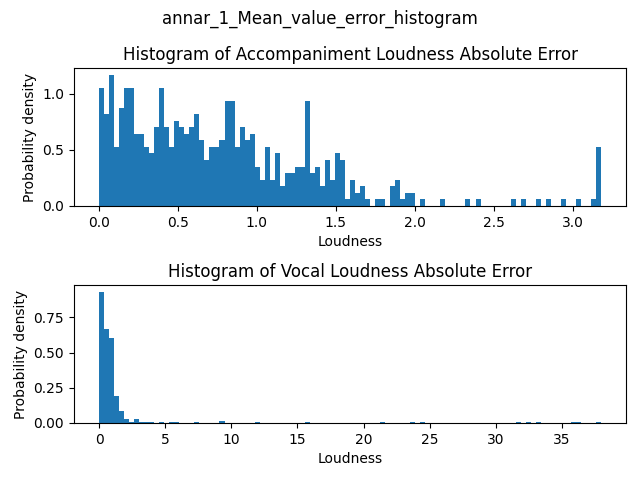 annar_1_Mean_value_error_histogram
Histogram of Accompaniment Loudness Absolute Error
Probability density
1.0
0.5
0.0
0.0 0.5 1.0 1.5 2.0 2.5 3.0
Loudness
Histogram of Vocal Loudness Absolute Error
Probability density
0.75
0.50
0.25
0.00
0 5 10 15 20 25 30 35
Loudness